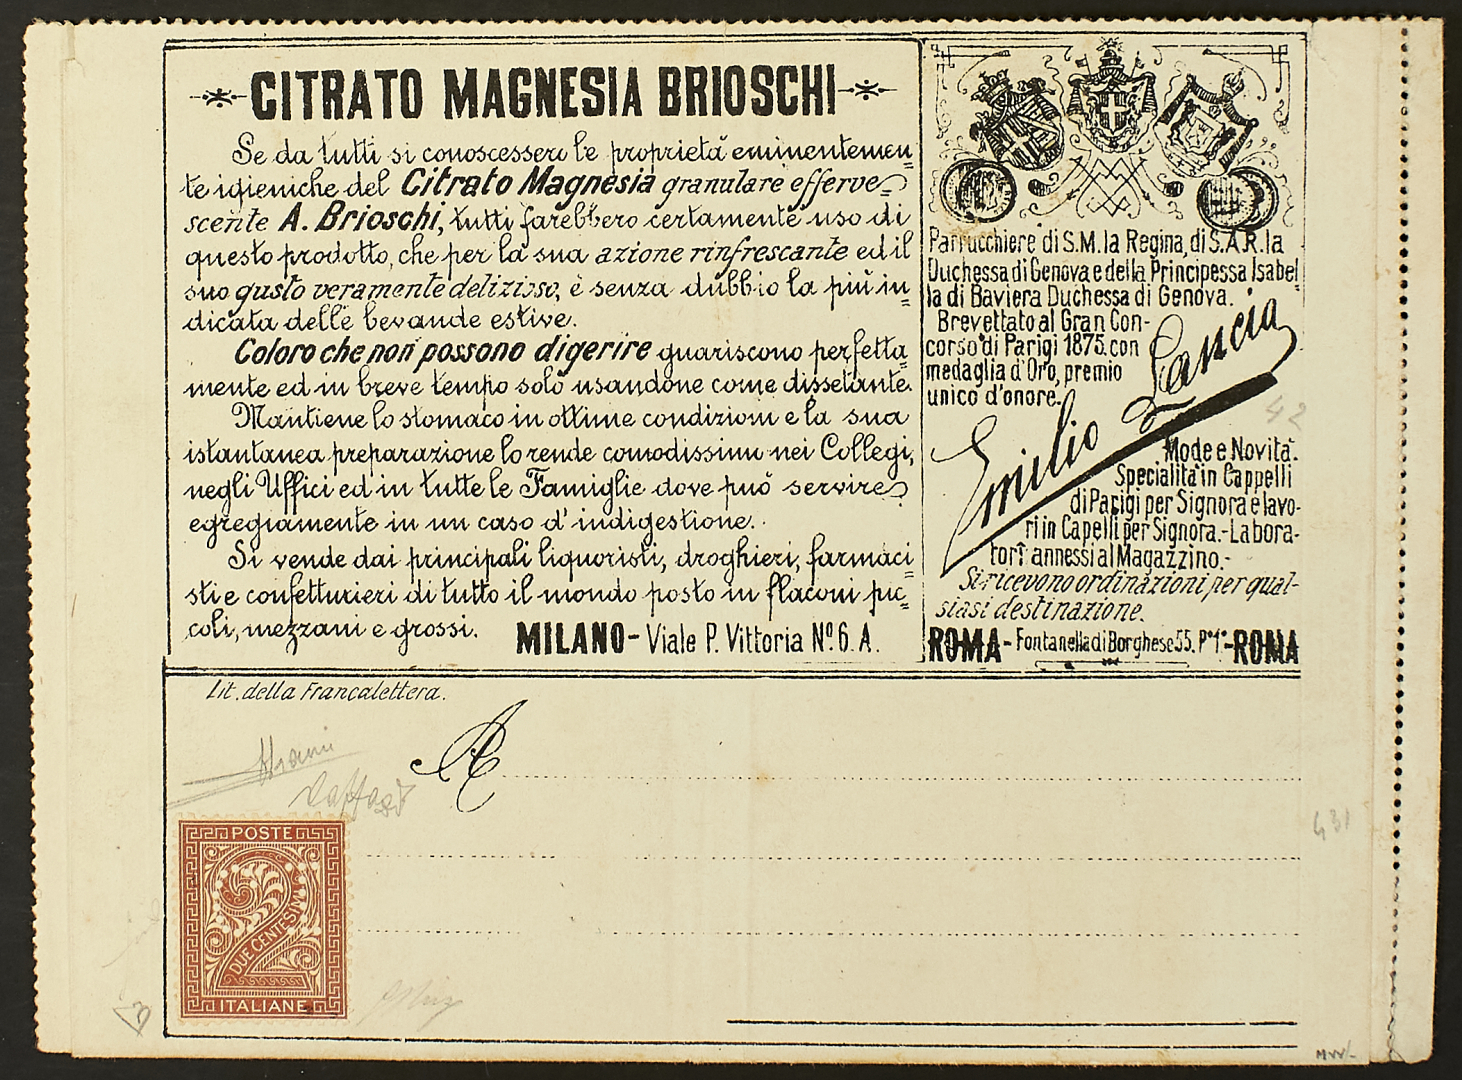 CITRATO MAGNESIA BRIOSCHI
Se da tutti si conoscessero le proprietà eminentemen=
te igieniche del Citrato Magnesia granulare efferve=
scente A. Brioschi, tutti farebbero certamente uso di
questo prodotto, che per la sua azione rinfrescante ed il
suo gusto veramente delizioso, è senza dubbio la più in=
dicata delle bevande estive.
Coloro che non possono digerire guariscono perfetta=
mente ed in breve tempo solo usandone come dissetante.
Mantiene lo stomaco in ottime condizioni e la sua
istantanea preparazione lo rende comodissimo nei Collegi,
negli Uffici ed in tutte le Famiglie dove può servire
egregiamente in un caso d'indigestione.
Si vende dai principali liquoristi, droghieri, farmaci=
sti e confetturieri di tutto il mondo posto in flaconi pic=
coli, mezzani e grossi. MILANO - Viale P. Vittoria Nº. 6. A.
Parrucchiere di S.M. la Regina, di S.A.R. la
Duchessa di Genova e della Principessa Isabel=
la di Baviera Duchessa di Genova.
Brevettato al Gran Con-
corso di Parigi 1875. con
medaglia d'Oro, premio
unico d'onore.
Emilio Lancia
42
Mode e Novità.
Specialità in Cappelli
di Parigi per Signora e lavo-
ri in Capelli per Signora.- Labora-
tori annessi al Magazzino.-
Si ricevono ordinazioni per qual-
siasi destinazione.
ROMA - Fontanella di Borghese 55. Pº 1º - ROMA
Lit. della Francalettera.
A
431
POSTE
DUE CENTESIMI
2
ITALIANE